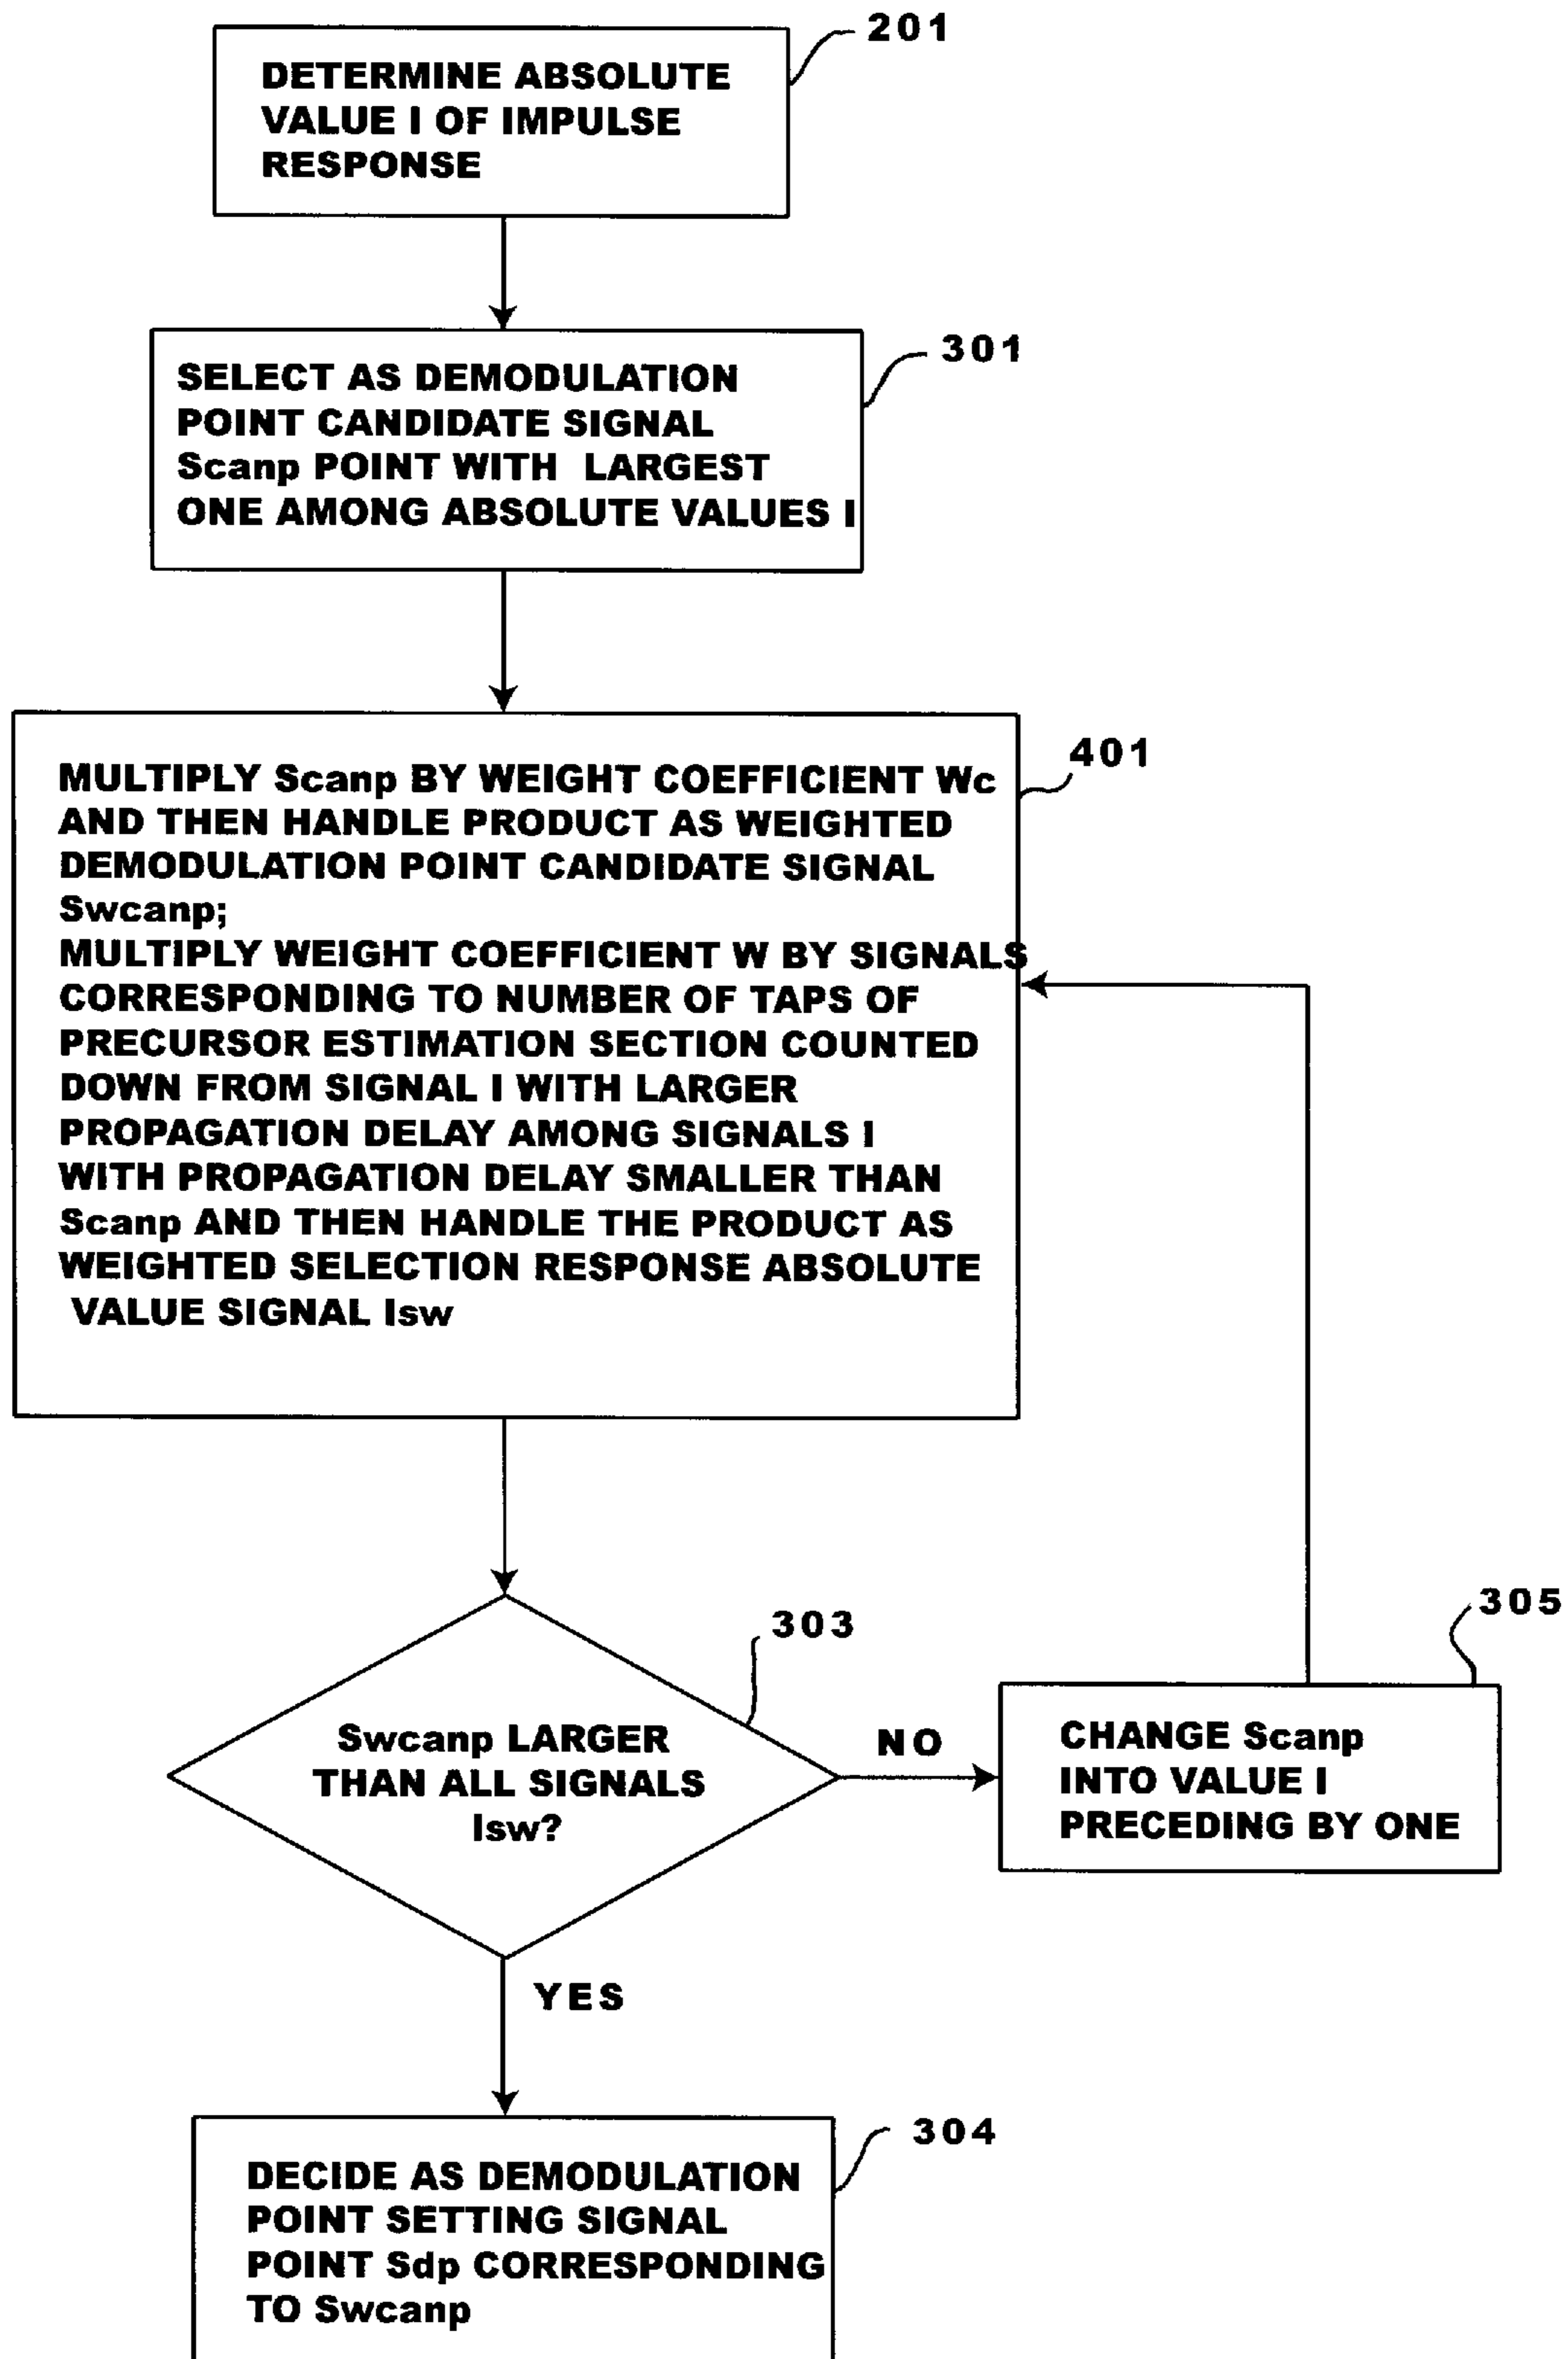 201
DETERMINE ABSOLUTE
VALUE I OF IMPULSE
RESPONSE
301
SELECT AS DEMODULATION
POINT CANDIDATE SIGNAL
Scanp POINT WITH LARGEST
ONE AMONG ABSOLUTE VALUES I
401
MULTIPLY Scanp BY WEIGHT COEFFICIENT Wc
AND THEN HANDLE PRODUCT AS WEIGHTED
DEMODULATION POINT CANDIDATE SIGNAL
Swcanp;
MULTIPLY WEIGHT COEFFICIENT W BY SIGNALS
CORRESPONDING TO NUMBER OF TAPS OF
PRECURSOR ESTIMATION SECTION COUNTED
DOWN FROM SIGNAL I WITH LARGER
PROPAGATION DELAY AMONG SIGNALS I
WITH PROPAGATION DELAY SMALLER THAN
Scanp AND THEN HANDLE THE PRODUCT AS
WEIGHTED SELECTION RESPONSE ABSOLUTE
VALUE SIGNAL Isw
303
Swcanp LARGER
THAN ALL SIGNALS
Isw?
NO
305
CHANGE Scanp
INTO VALUE I
PRECEDING BY ONE
YES
304
DECIDE AS DEMODULATION
POINT SETTING SIGNAL
POINT Sdp CORRESPONDING
TO Swcanp